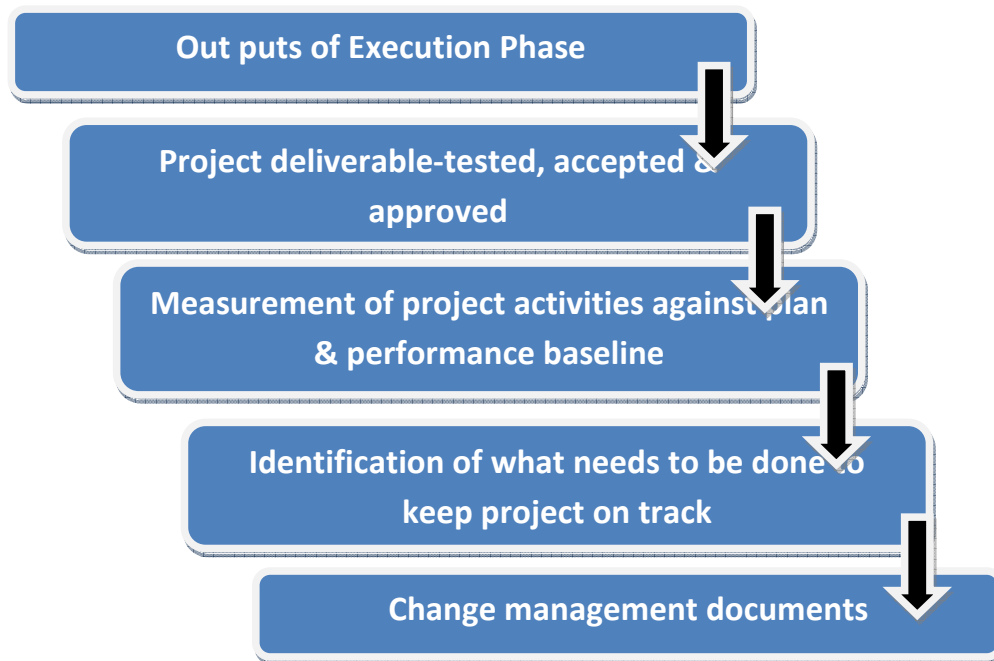 Out puts of Execution Phase
Project deliverable-tested, accepted &
approved
Measurement of project activities against plan
& performance baseline
Identification of what needs to be done to
keep project on track
Change management documents